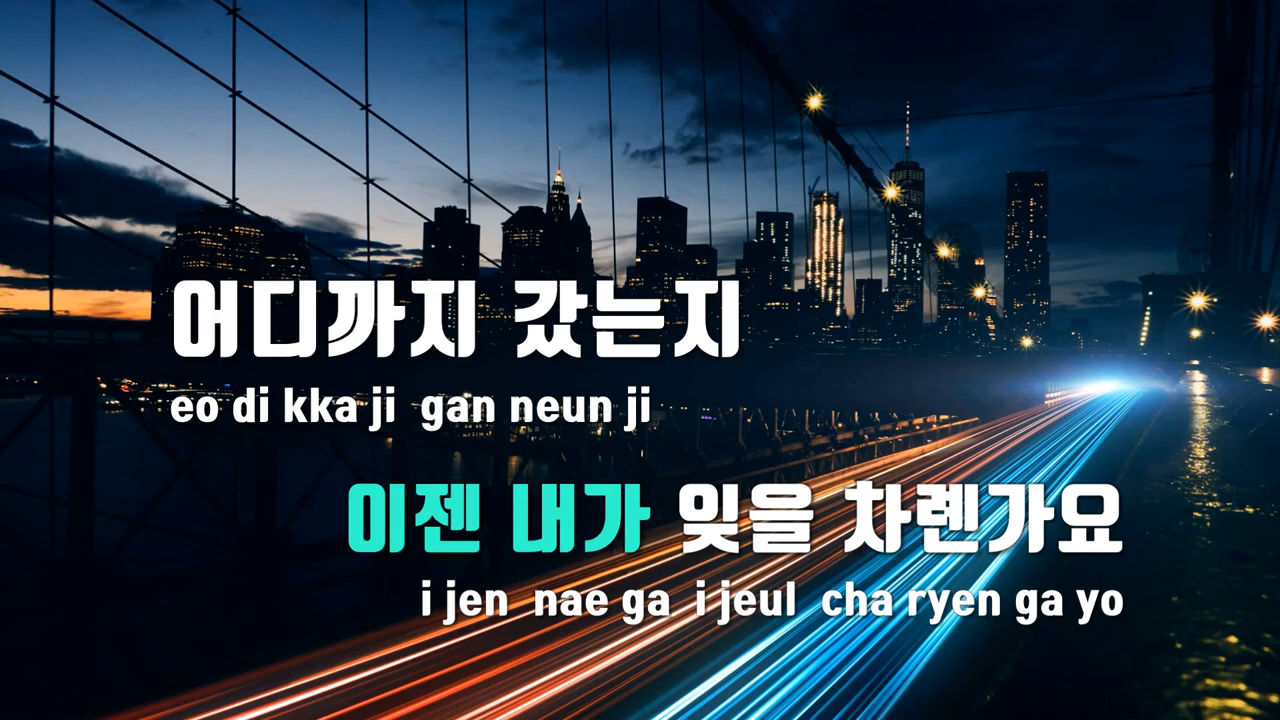 어디까지 갔는지
eo di kka ji gan neun ji
이젠 내가 잊을 차롄가요
i jen nae ga i jeul cha ryen ga yo